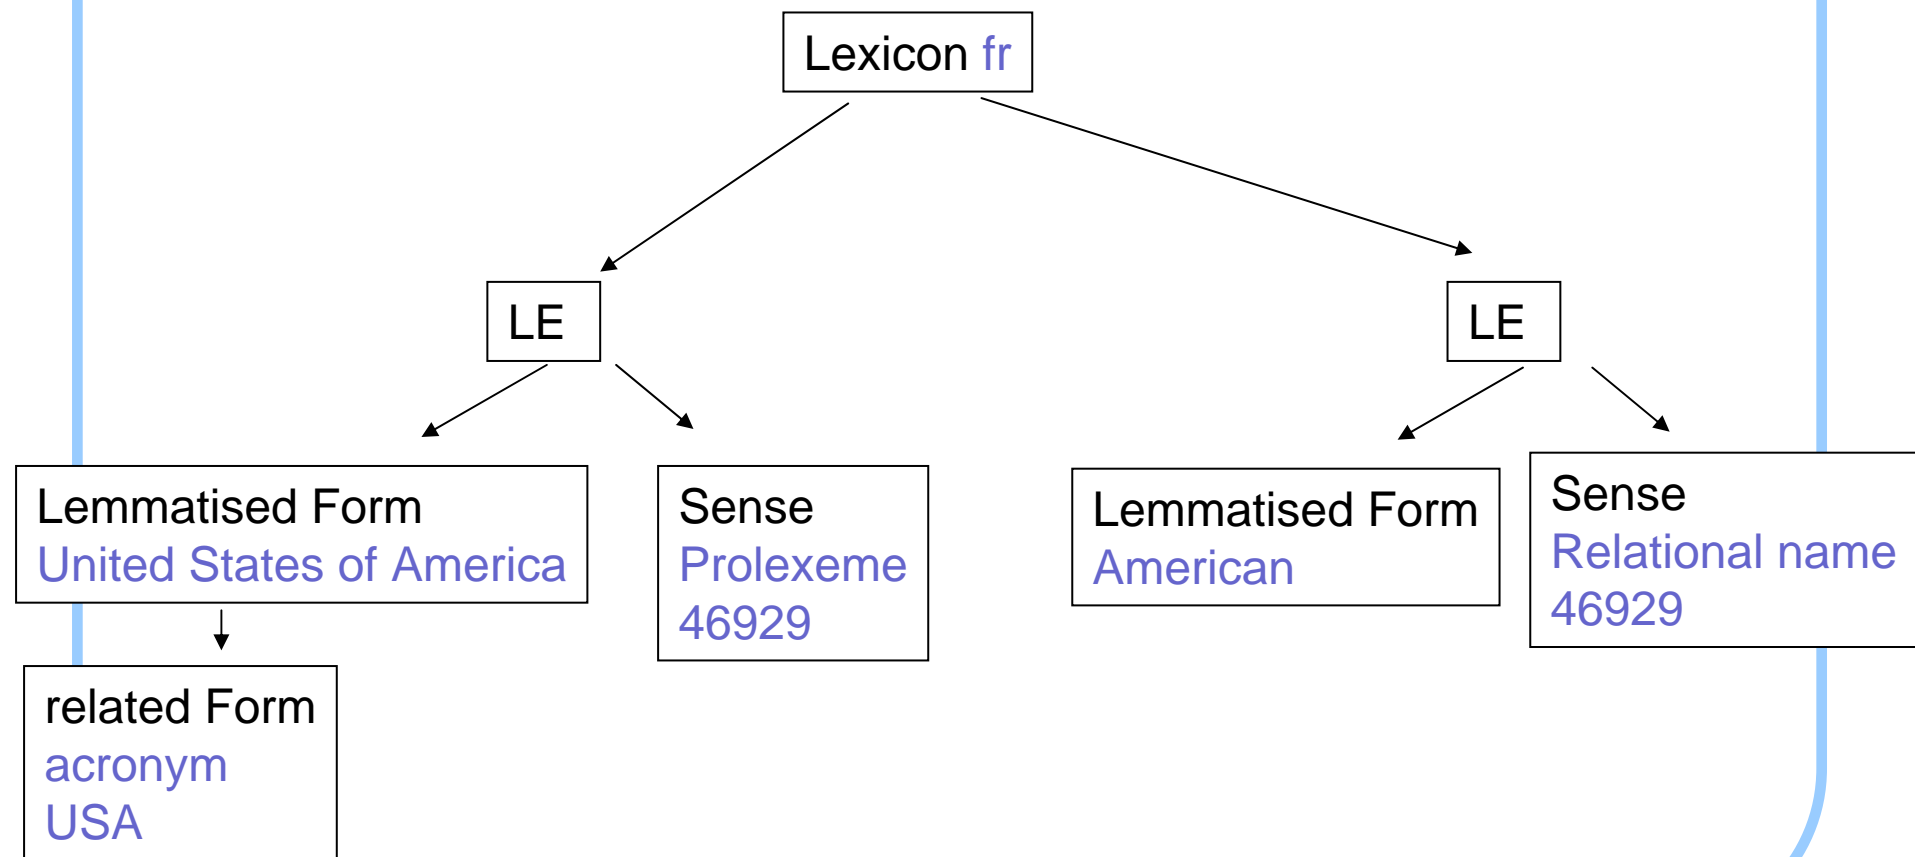 Lexicon fr
LE
LE
Lemmatised Form
United States of America
Sense
Prolexeme
46929
Lemmatised Form
American
Sense
Relational name
46929
related Form
acronym
USA